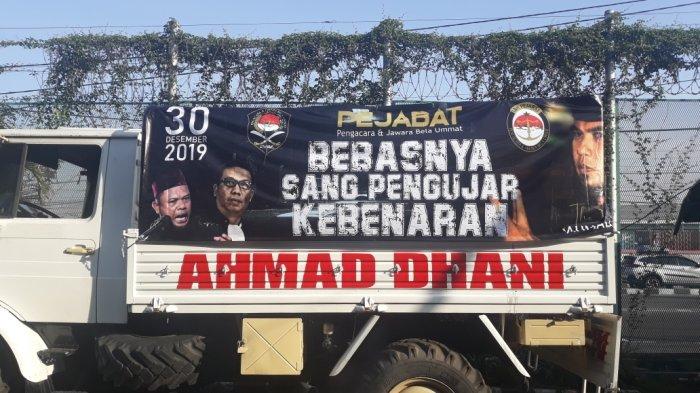 30
DESEMBER
2019
PEJABAT
Pengacara & Jawara Bela Ummat
BEBASNYA
SANG PENGUJAR
KEBENARAN
AHMAD DHANI